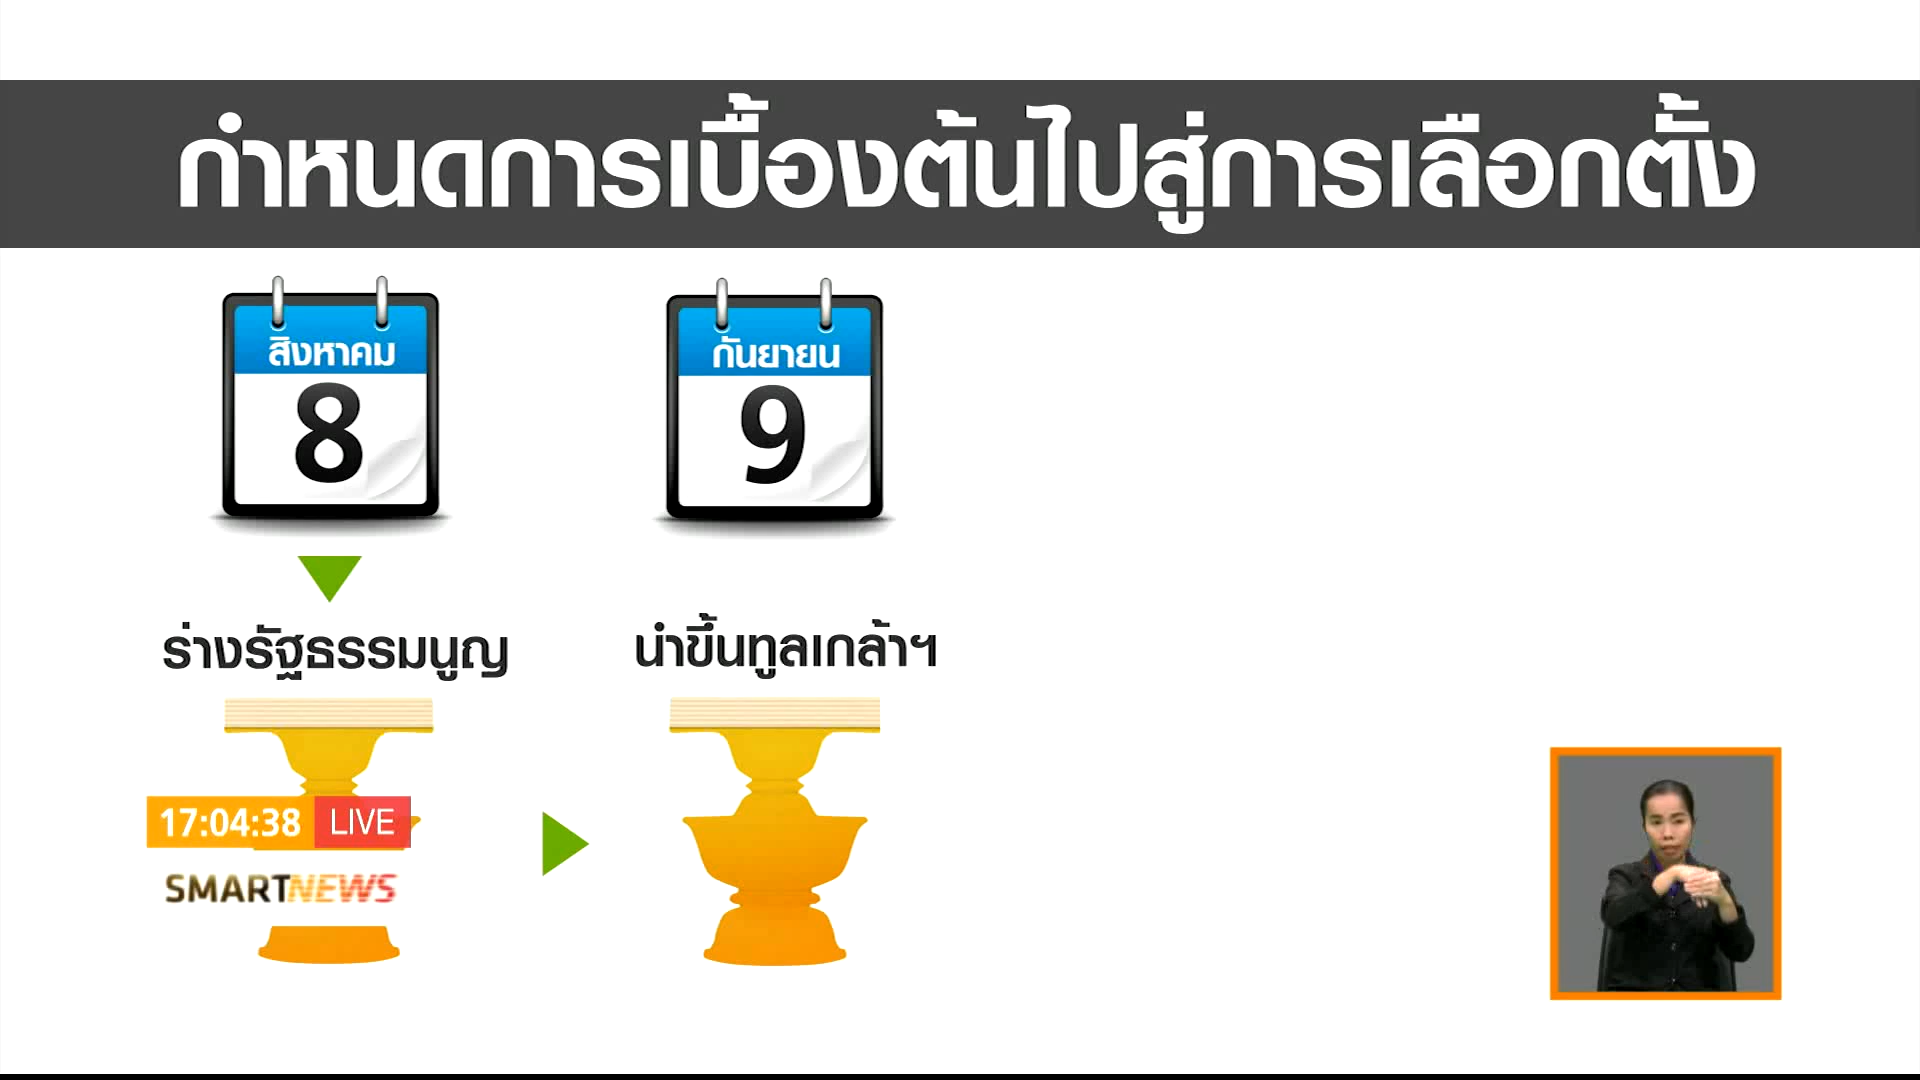 กำหนดการเบื้องต้นไปสู่การเลือกตั้ง
สิงหาคม
8
กันยายน
9
ร่างรัฐธรรมนูญ
นำขึ้นทูลเกล้าฯ
17:04:38 LIVE
SMARTNEWS